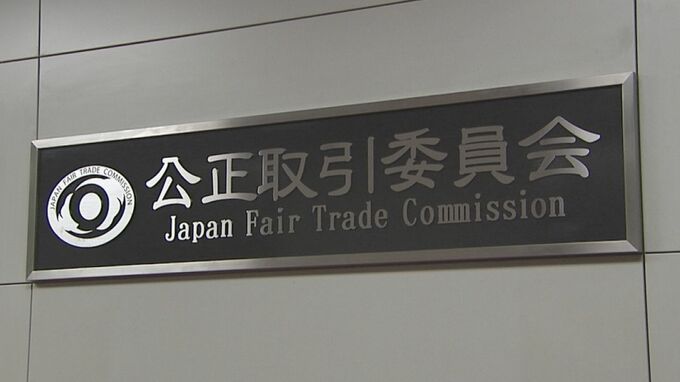 JAPAN FAIR TRADE COMMISSION
公正取引委員会
Japan Fair Trade Commission